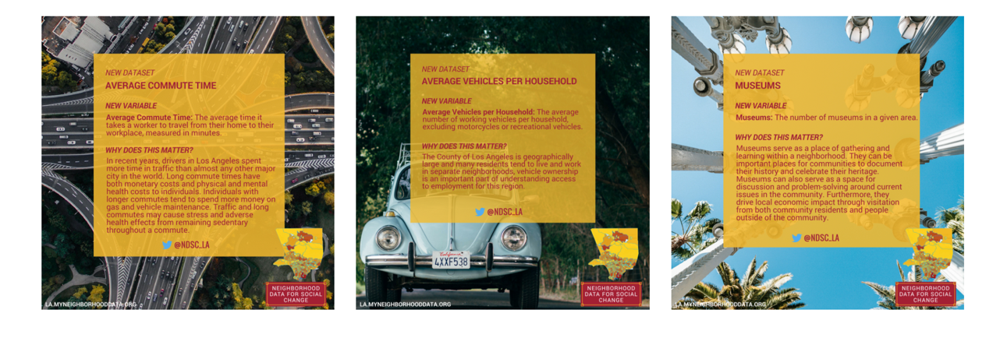 NEW DATASET
AVERAGE COMMUTE TIME
NEW VARIABLE
Average Commute Time: The average time it
takes a worker to travel from their home to their
workplace, measured in minutes.
WHY DOES THIS MATTER?
In recent years, drivers in Los Angeles spent
more time in traffic than almost any other major
city in the world. Long commute times have
both monetary costs and physical and mental
health costs to individuals. Individuals with
longer commutes tend to spend more money on
gas and vehicle maintenance. Traffic and long
commutes may cause stress and adverse
health effects from remaining sedentary
throughout a commute.
@NDSC_LA
NEIGHBORHOOD
DATA FOR SOCIAL
CHANGE
LA.MYNEIGHBORHOODDATA.ORG
NEW DATASET
AVERAGE VEHICLES PER HOUSEHOLD
NEW VARIABLE
Average Vehicles per Household: The average
number of working vehicles per household,
excluding motorcycles or recreational vehicles.
WHY DOES THIS MATTER?
The County of Los Angeles is geographically
large and many residents tend to live and work
in separate neighborhoods, vehicle ownership
is an important part of understanding access
to employment for this region.
@NDSC_LA
California
4XXF538
NEIGHBORHOOD
DATA FOR SOCIAL
CHANGE
LA.MYNEIGHBORHOODDATA.ORG
NEW DATASET
MUSEUMS
NEW VARIABLE
Museums: The number of museums in a given area.
WHY DOES THIS MATTER?
Museums serve as a place of gathering and
learning within a neighborhood. They can be
important places for communities to document
their history and celebrate their heritage.
Museums can also serve as a space for
discussion and problem-solving around current
issues in the community. Furthermore, they
drive local economic impact through visitation
from both community residents and people
outside of the community.
@NDSC_LA
NEIGHBORHOOD
DATA FOR SOCIAL
CHANGE
LA.MYNEIGHBORHOODDATA.ORG